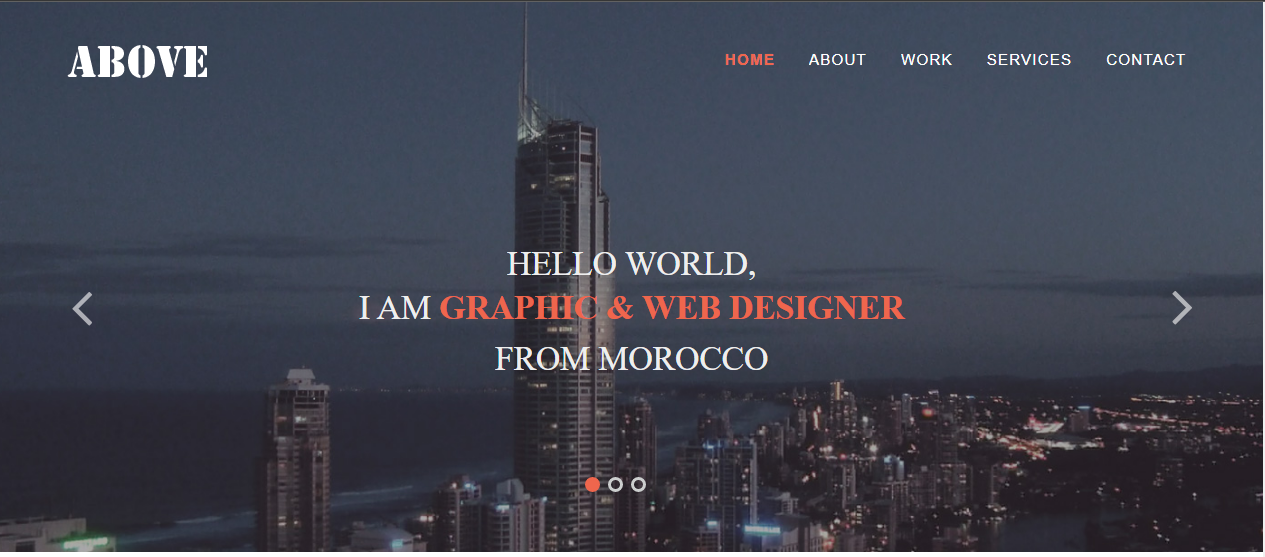 ABOVE
HOME ABOUT WORK SERVICES CONTACT
HELLO WORLD,
I AM GRAPHIC & WEB DESIGNER
FROM MOROCCO